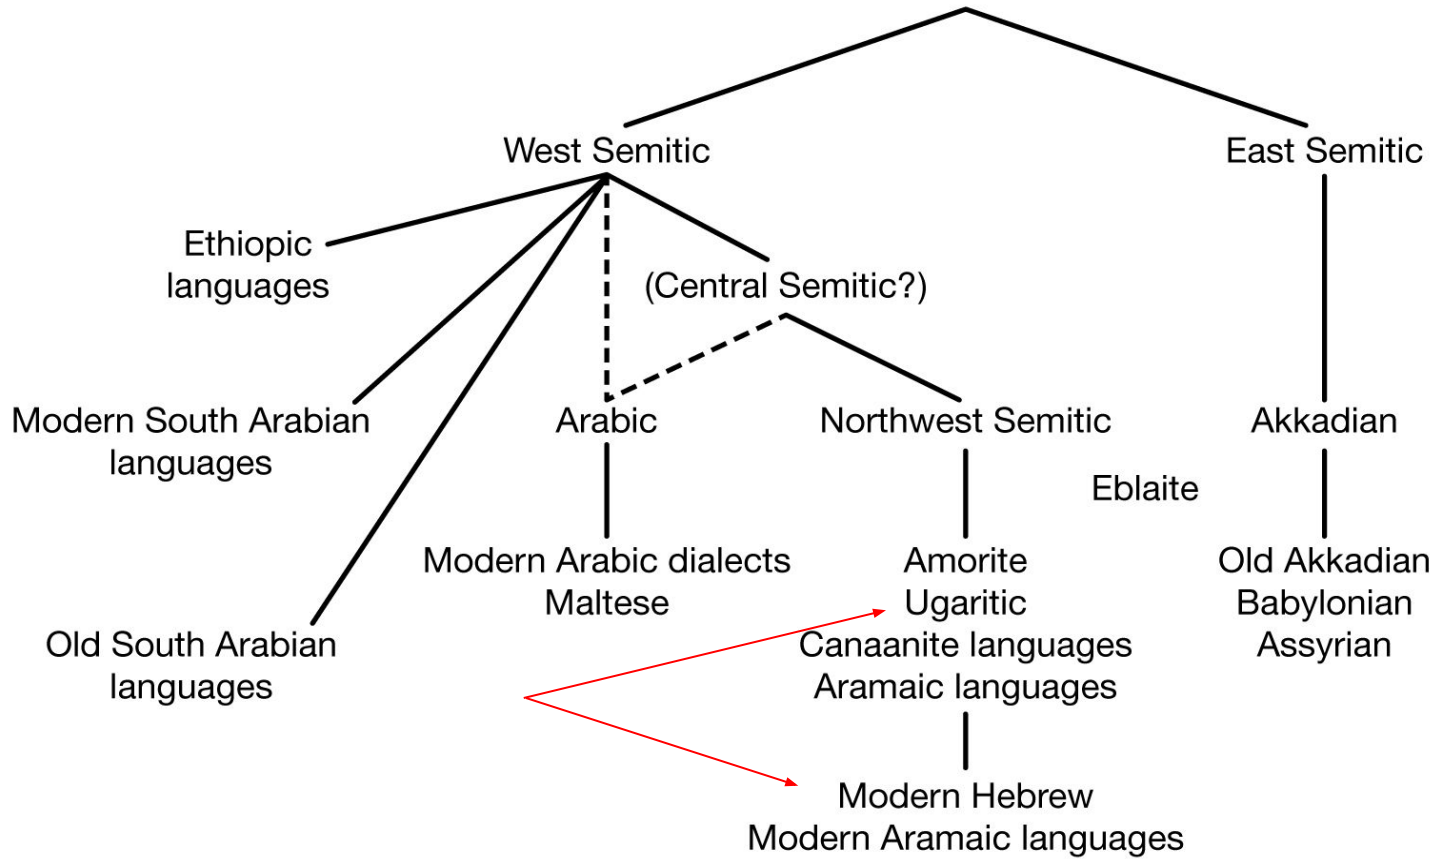 West Semitic
East Semitic
Ethiopic
languages
(Central Semitic?)
Modern South Arabian
languages
Arabic
Northwest Semitic
Akkadian
Eblaite
Modern Arabic dialects
Maltese
Amorite
Ugaritic
Canaanite languages
Aramaic languages
Old Akkadian
Babylonian
Assyrian
Old South Arabian
languages
Modern Hebrew
Modern Aramaic languages